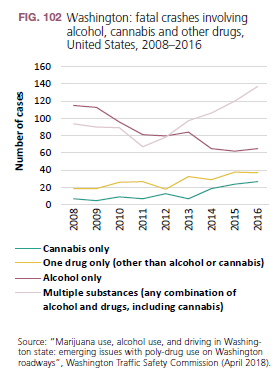 FIG. 102 Washington: fatal crashes involving
alcohol, cannabis and other drugs,
United States, 2008–2016
Number of cases
160
140
120
100
80
60
40
20
0
2008
2009
2010
2011
2012
2013
2014
2015
2016
Cannabis only
One drug only (other than alcohol or cannabis)
Alcohol only
Multiple substances (any combination of
alcohol and drugs, including cannabis)
Source: "Marijuana use, alcohol use, and driving in Washing-
ton state: emerging issues with poly-drug use on Washington
roadways", Washington Traffic Safety Commission (April 2018).